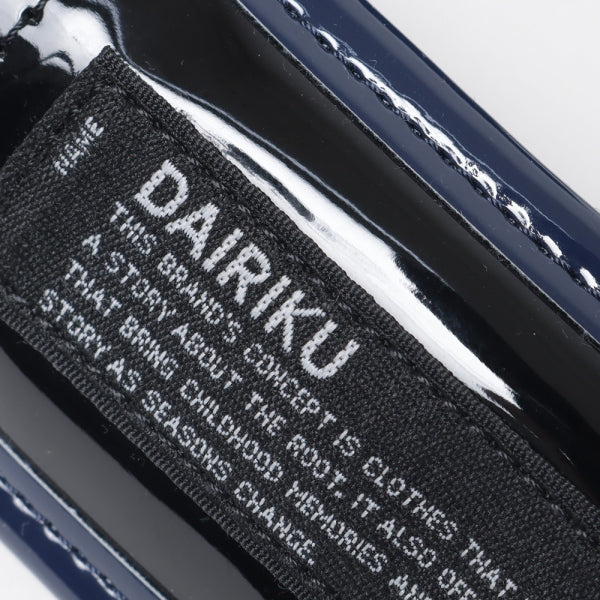 NAME
DAIRIKU
THIS BRAND'S CONCEPT IS CLOTHES THAT
A STORY ABOUT THE ROOT, IT ALSO
THAT BRING CHILDHOOD MEMORIES
STORY AS SEASONS CHANGE.